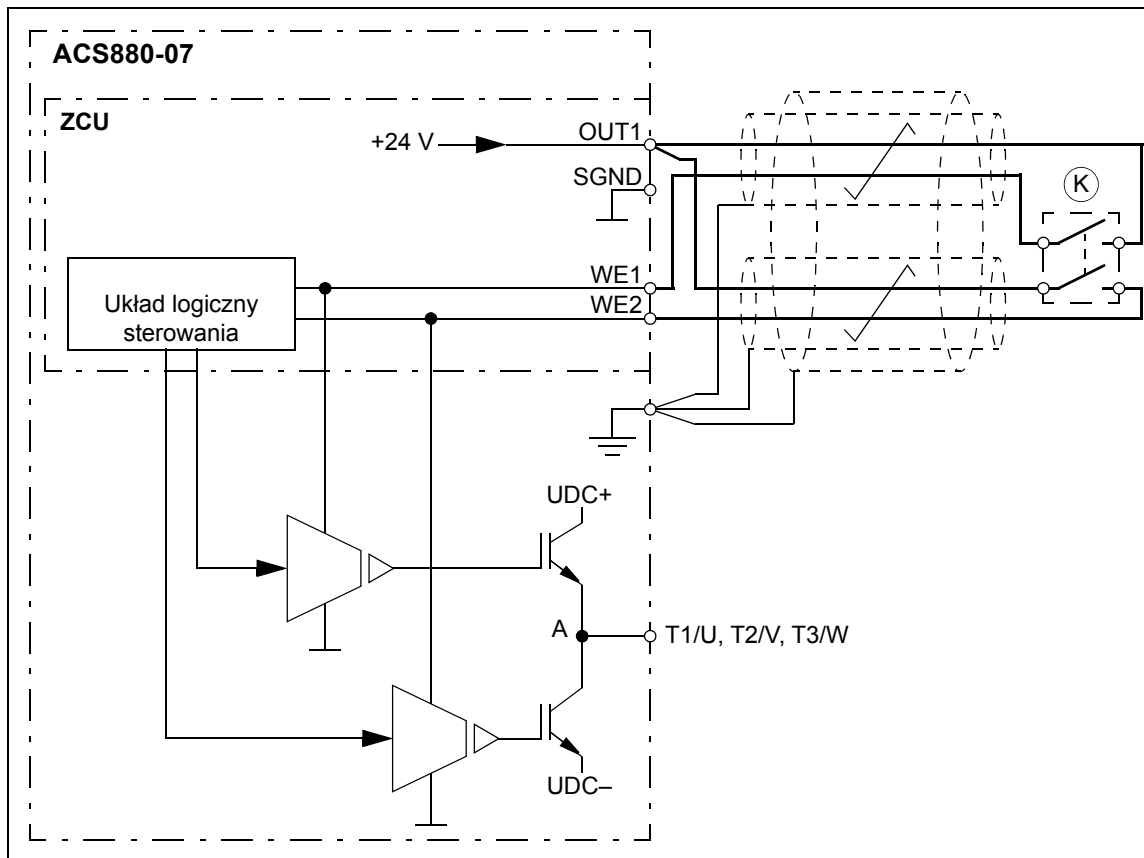 ACS880-07
ZCU
+24 V
OUT1
SGND
K
WE1
WE2
Układ logiczny
sterowania
UDC+
A
T1/U, T2/V, T3/W
UDC–